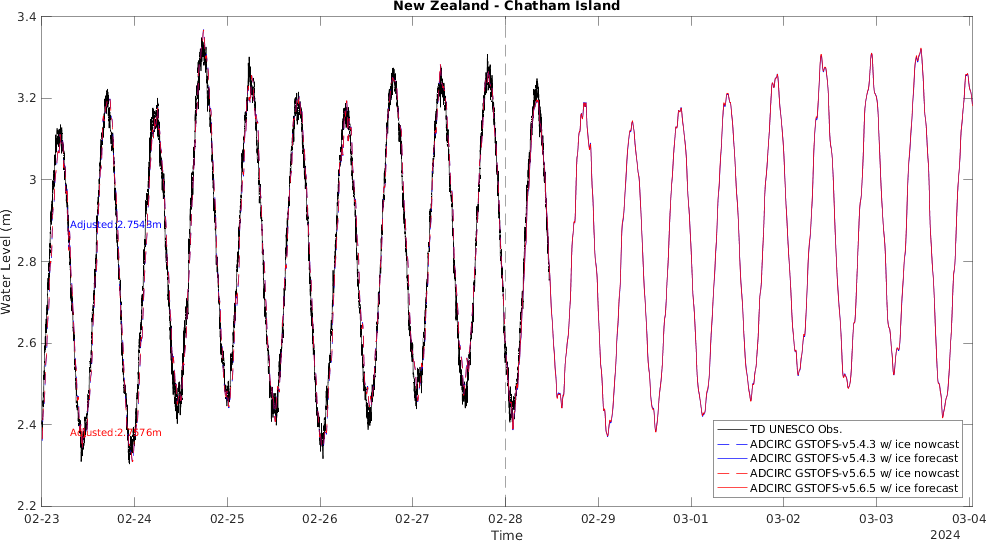 New Zealand - Chatham Island
3.4
3.2
3
2.8
2.6
2.4
2.2
Water Level (m)
Adjusted:2.7543m
Adjusted:2.7576m
TD UNESCO Obs.
ADCIRC GSTOFS-v5.4.3 w/ ice nowcast
ADCIRC GSTOFS-v5.4.3 w/ ice forecast
ADCIRC GSTOFS-v5.6.5 w/ ice nowcast
ADCIRC GSTOFS-v5.6.5 w/ ice forecast
02-23 02-24 02-25 02-26 02-27 02-28 02-29 03-01 03-02 03-03 03-04
Time
2024